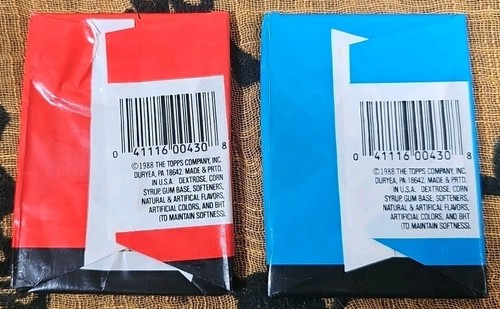 0 41116 00430 8
© 1988 THE TOPPS COMPANY, INC.
DURYEA, PA 18642. MADE & PRTD.
IN U.S.A. DEXTROSE, CORN
SYRUP, GUM BASE, SOFTENERS,
NATURAL & ARTIFICAL FLAVORS,
ARTIFICIAL COLORS, AND BHT
(TO MAINTAIN SOFTNESS).
0 41116 00430 8
© 1988 THE TOPPS COMPANY, INC.
DURYEA, PA 18642. MADE & PRTD.
IN U.S.A. DEXTROSE, CORN
SYRUP, GUM BASE, SOFTENERS,
NATURAL & ARTIFICAL FLAVORS,
ARTIFICIAL COLORS, AND BHT
(TO MAINTAIN SOFTNESS).